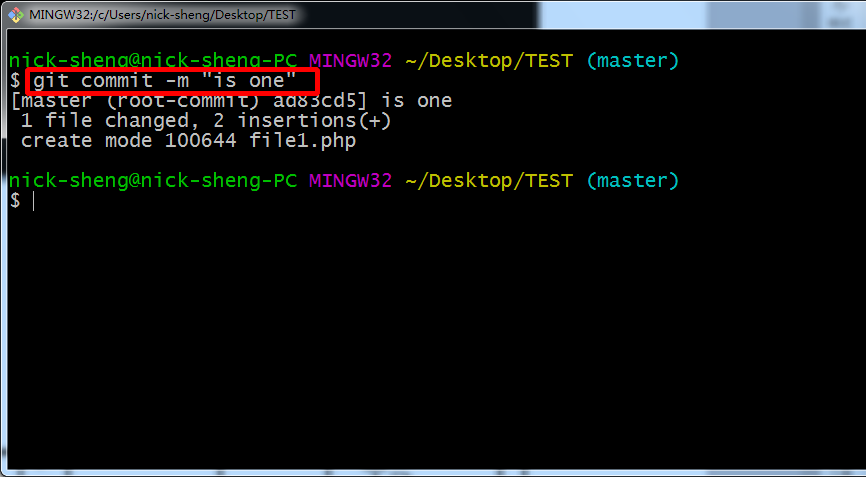 MINGW32:/c/Users/nick-sheng/Desktop/TEST
nick-sheng@nick-sheng-PC MINGW32 ~/Desktop/TEST (master)
$ git commit -m "is one"
[master (root-commit) ad83cd5] is one
 1 file changed, 2 insertions(+)
 create mode 100644 file1.php
nick-sheng@nick-sheng-PC MINGW32 ~/Desktop/TEST (master)
$